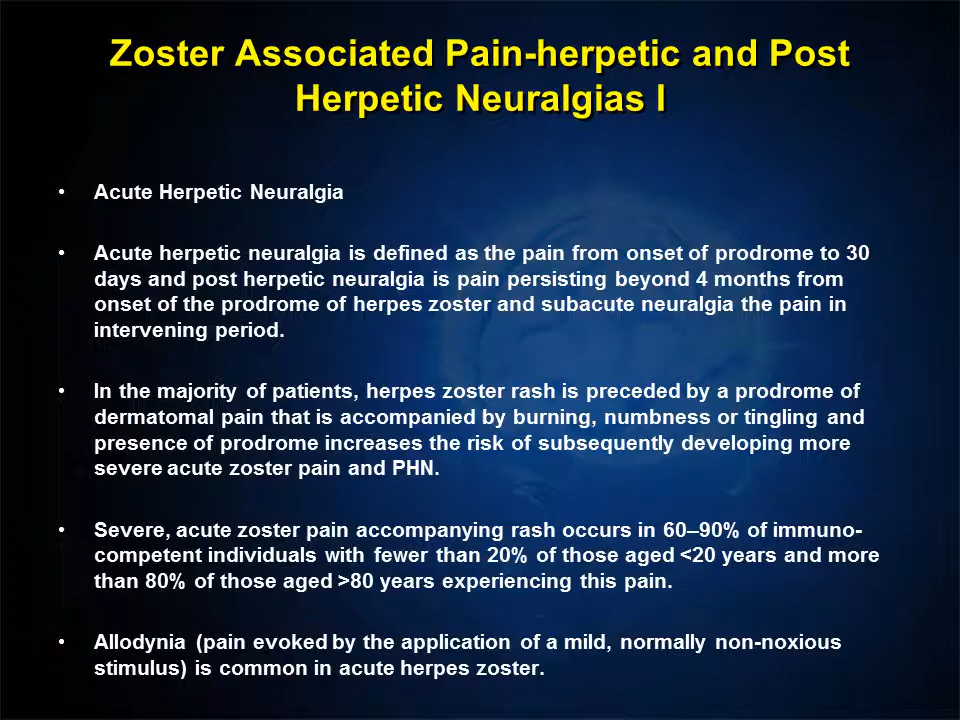 Zoster Associated Pain-herpetic and Post
Herpetic Neuralgias I
• Acute Herpetic Neuralgia
• Acute herpetic neuralgia is defined as the pain from onset of prodrome to 30
days and post herpetic neuralgia is pain persisting beyond 4 months from
onset of the prodrome of herpes zoster and subacute neuralgia the pain in
intervening period.
• In the majority of patients, herpes zoster rash is preceded by a prodrome of
dermatomal pain that is accompanied by burning, numbness or tingling and
presence of prodrome increases the risk of subsequently developing more
severe acute zoster pain and PHN.
• Severe, acute zoster pain accompanying rash occurs in 60–90% of immuno-
competent individuals with fewer than 20% of those aged <20 years and more
than 80% of those aged >80 years experiencing this pain.
• Allodynia (pain evoked by the application of a mild, normally non-noxious
stimulus) is common in acute herpes zoster.